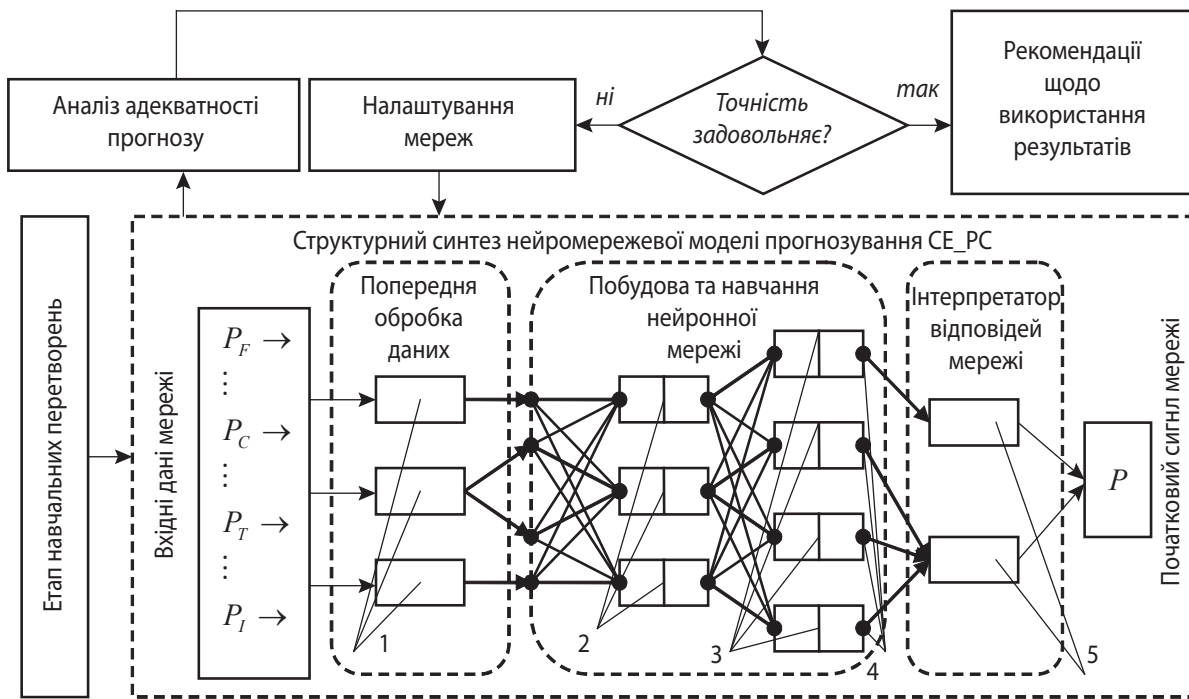 Аналіз адекватності
прогнозу
Налаштування
мереж
ні
Точність
задовольняє?
так
Рекомендації
щодо
використання
результатів
Етап навчальних перетворень
Структурний синтез нейромережевої моделі прогнозування CE_PC
Вхідні дані мережі
P_F →
⋮
P_C →
⋮
P_T →
⋮
P_I →
Попередня
обробка
даних
1
Побудова та навчання
нейронної
мережі
2
3
4
Інтерпретатор
відповідей
мережі
5
P
Початковий сигнл мережі